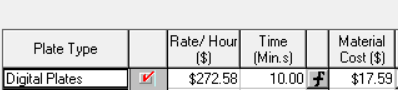 Plate Type Rate/ Hour ($) Time (Min.s) Material Cost ($)
Digital Plates $272.58 10.00 $17.59